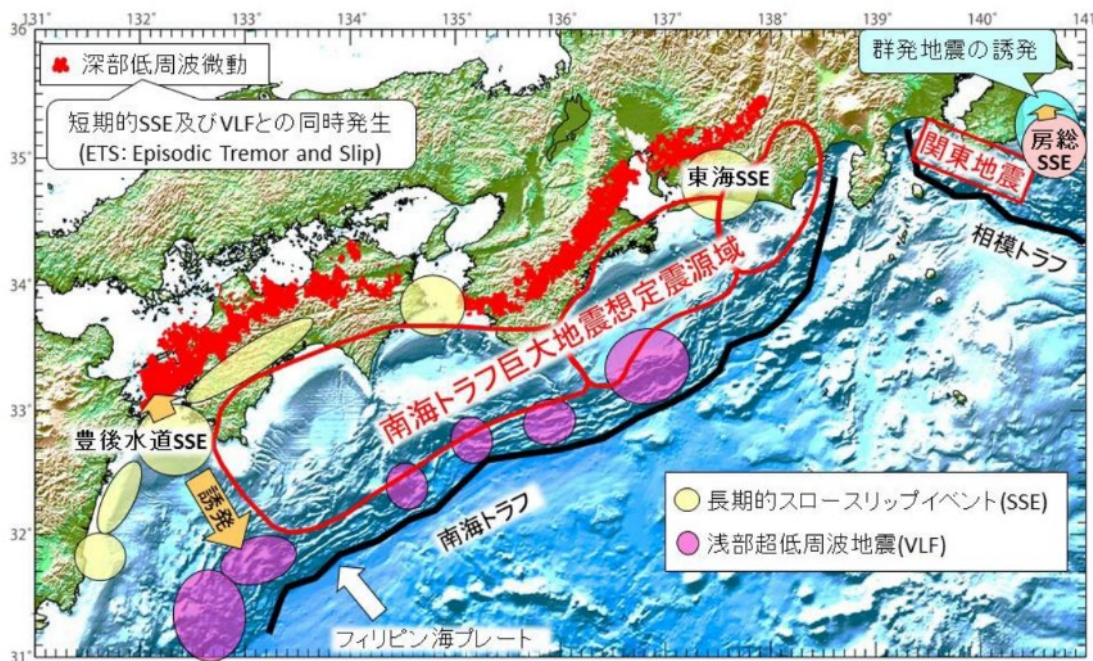 131° 132° 133° 134° 135° 136° 137° 138° 139° 140° 141°
36°
深部低周波微動
群発地震の誘発
短期的SSE及びVLFとの同時発生
(ETS: Episodic Tremor and Slip)
35°
東海SSE
関東地震
房総
SSE
相模トラフ
34°
南海トラフ巨大地震想定震源域
33°
豊後水道SSE
誘発
南海トラフ
長期的スロースリップイベント(SSE)
浅部超低周波地震(VLF)
32°
フィリピン海プレート
31°